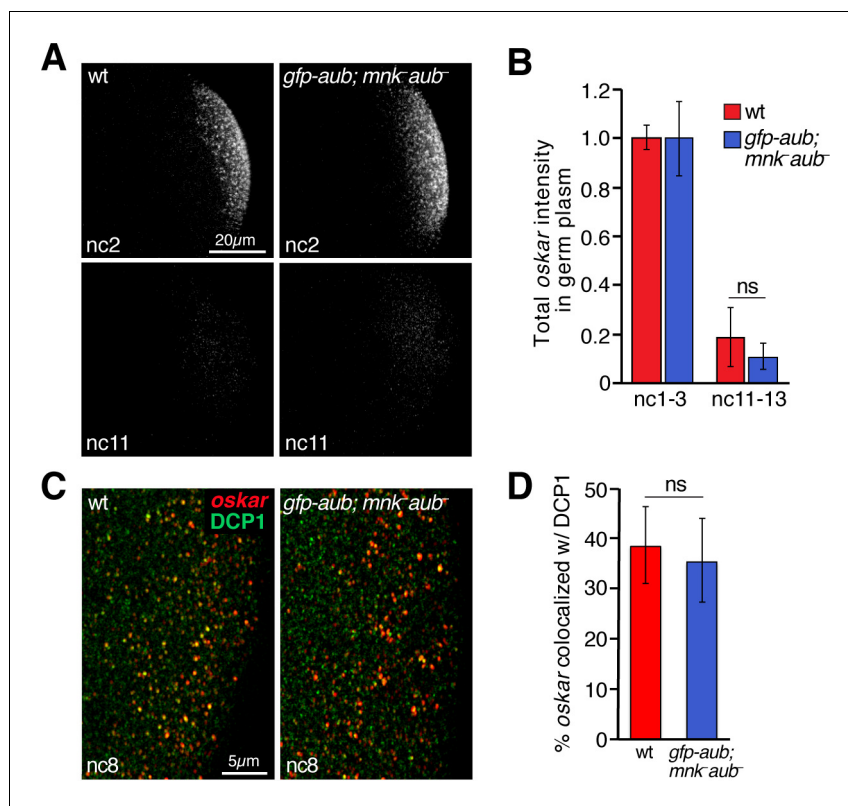 A
wt
gfp-aub; mnk⁻aub⁻
nc2
20µm
nc2
nc11
nc11
B
1.2
1.0
0.8
0.6
0.4
0.2
0
Total oskar intensity
in germ plasm
wt
gfp-aub;
mnk⁻aub⁻
ns
nc1-3
nc11-13
C
wt
oskar
DCP1
gfp-aub; mnk⁻aub⁻
nc8
5µm
nc8
D
50
40
30
20
10
0
% oskar colocalized w/ DCP1
ns
wt
gfp-aub;
mnk⁻aub⁻